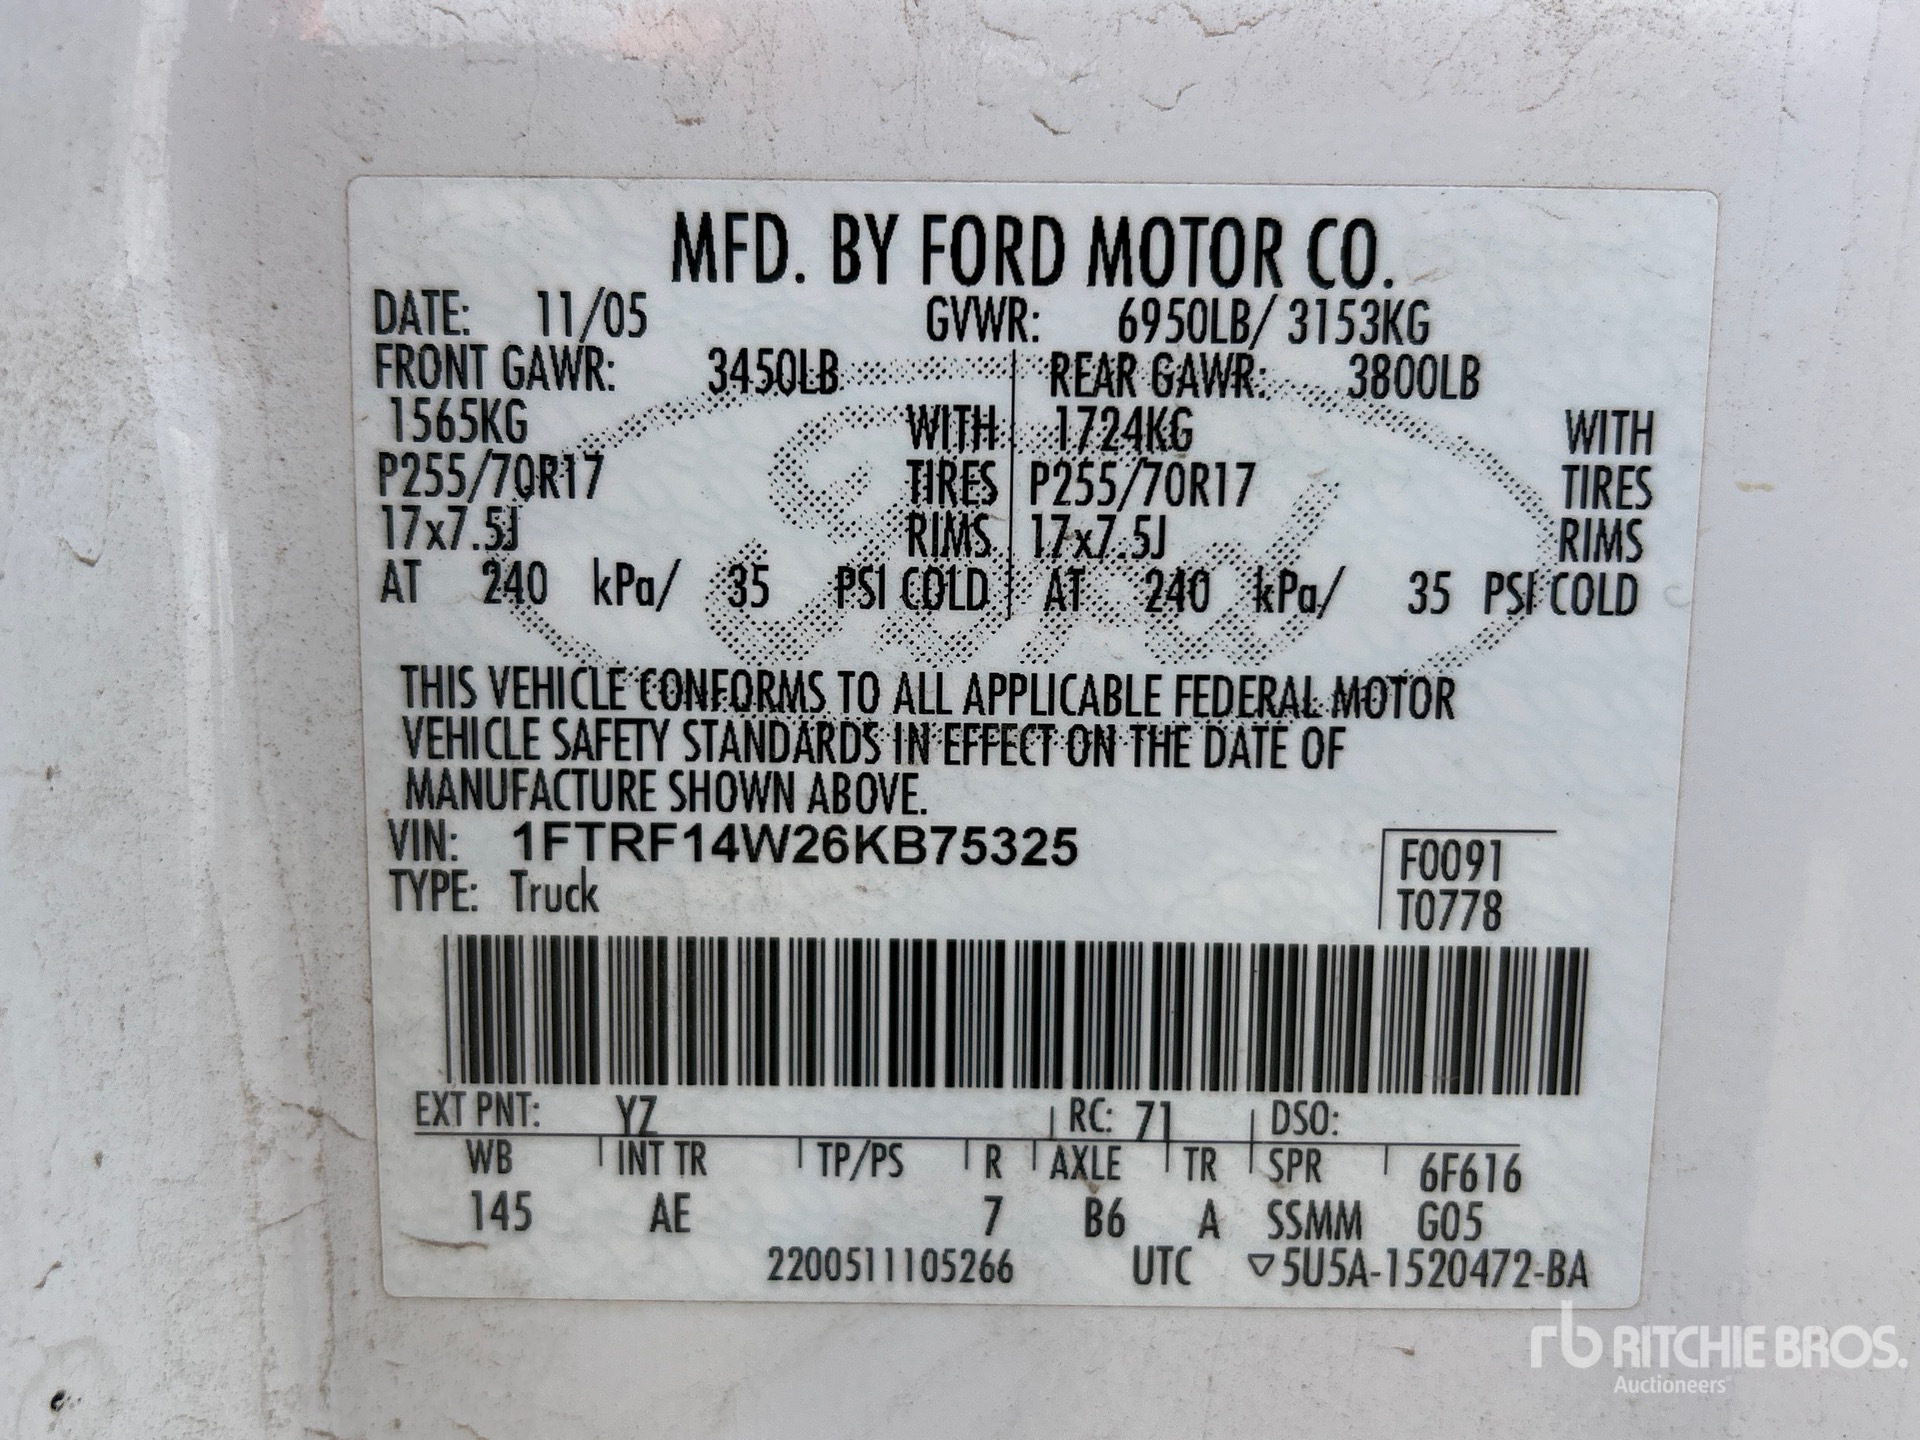 MFD. BY FORD MOTOR CO.
DATE: 11/05 GVWR: 6950LB/ 3153KG
FRONT GAWR: 3450LB REAR GAWR: 3800LB
1565KG WITH 1724KG WITH
P255/70R17 TIRES P255/70R17 TIRES
17x7.5J RIMS 17x7.5J RIMS
AT 240 kPa/ 35 PSI COLD AT 240 kPa/ 35 PSI COLD
THIS VEHICLE CONFORMS TO ALL APPLICABLE FEDERAL MOTOR
VEHICLE SAFETY STANDARDS IN EFFECT ON THE DATE OF
MANUFACTURE SHOWN ABOVE.
VIN: 1FTRF14W26KB75325
TYPE: Truck
F0091
T0778
EXT PNT: YZ RC: 71 DSO:
WB INT TR TP/PS R AXLE TR SPR 6F616
145 AE 7 B6 A SSMM G05
2200511105266 UTC ▽5U5A-1520472-BA
Ford
rb RITCHIE BROS.
Auctioneers